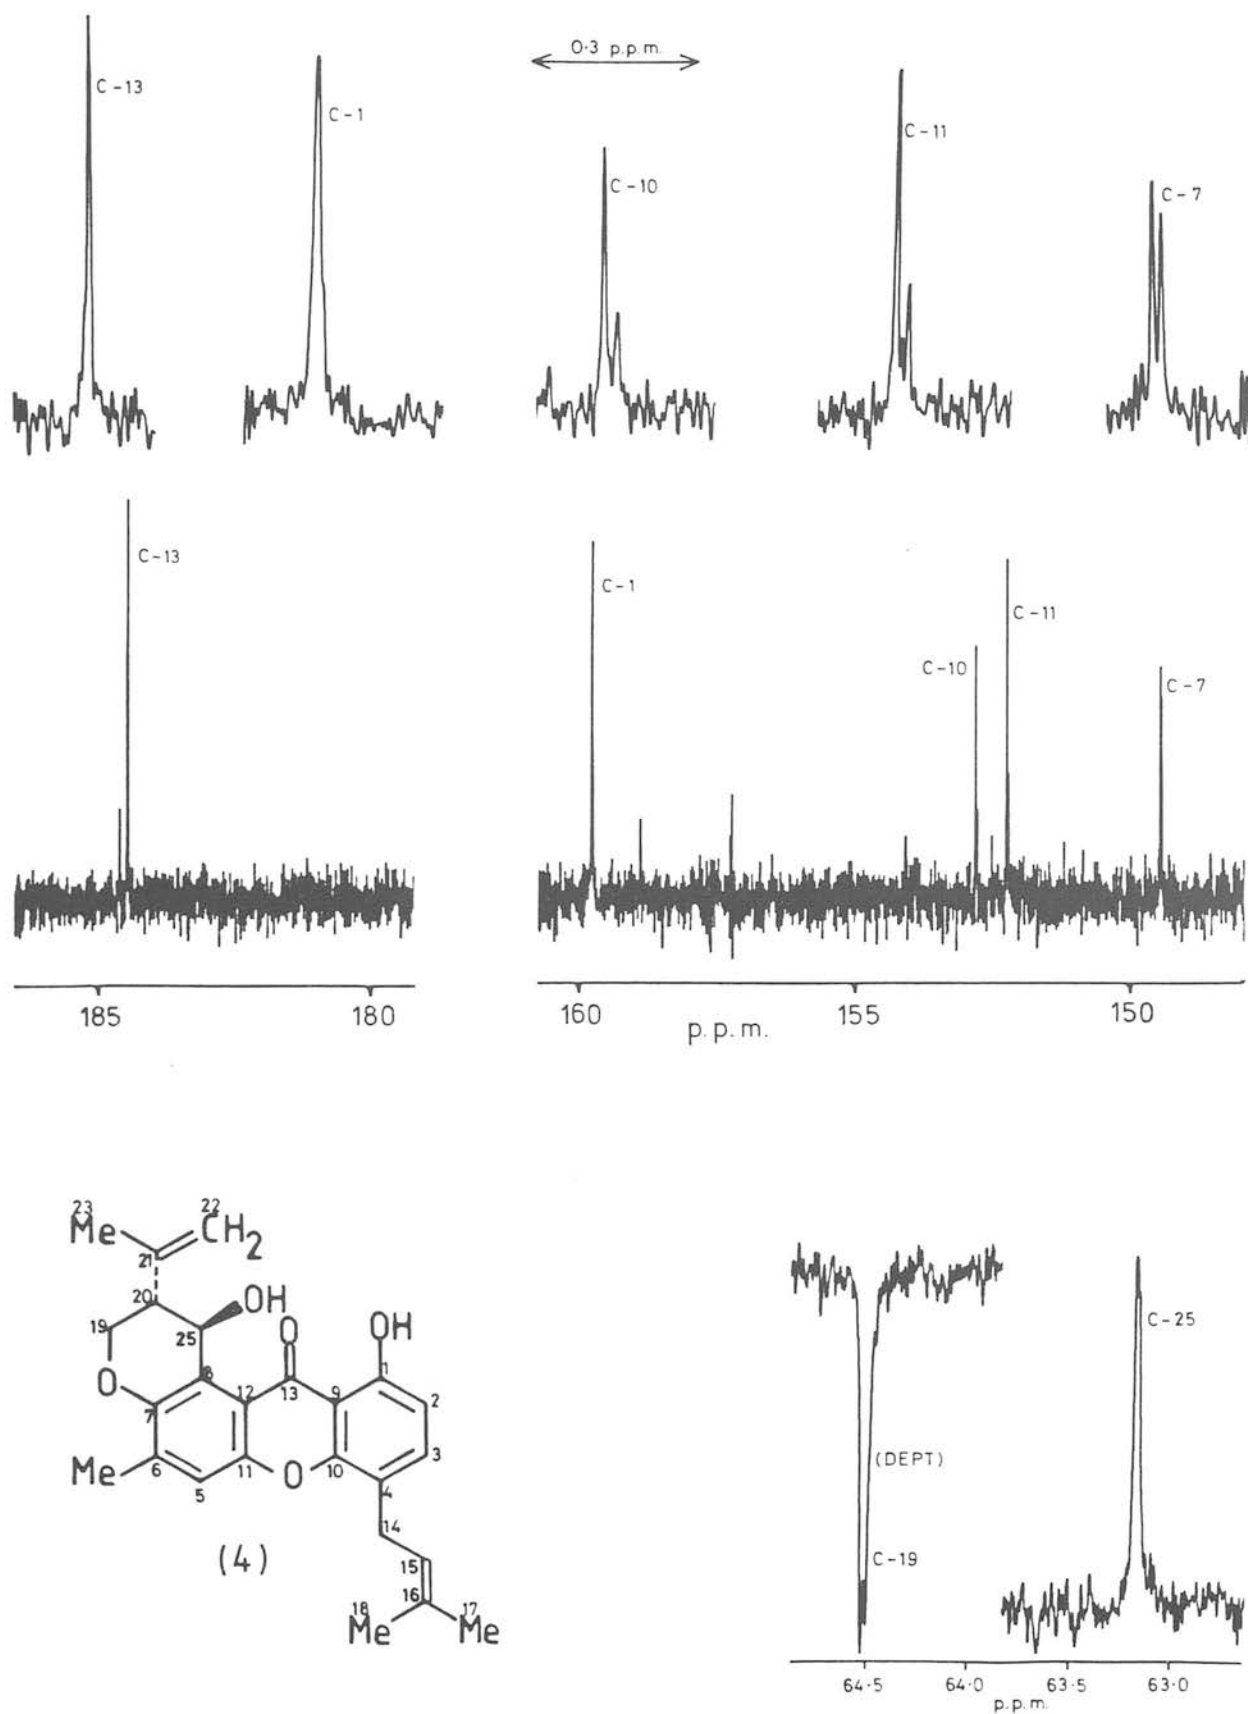 C-13
C-1
0·3 p.p.m.
C-10
C-11
C-7
C-13
C-1
C-10
C-11
C-7
185
180
160
155
150
p.p.m.
23
Me
22
CH2
21
20
OH
19
25
O
OH
O
8
12
13
9
1
2
7
3
Me
6
5
11
O
10
4
14
(4)
15
16
18
Me
17
Me
C-25
(DEPT)
C-19
64·5
64·0
63·5
63·0
p.p.m.